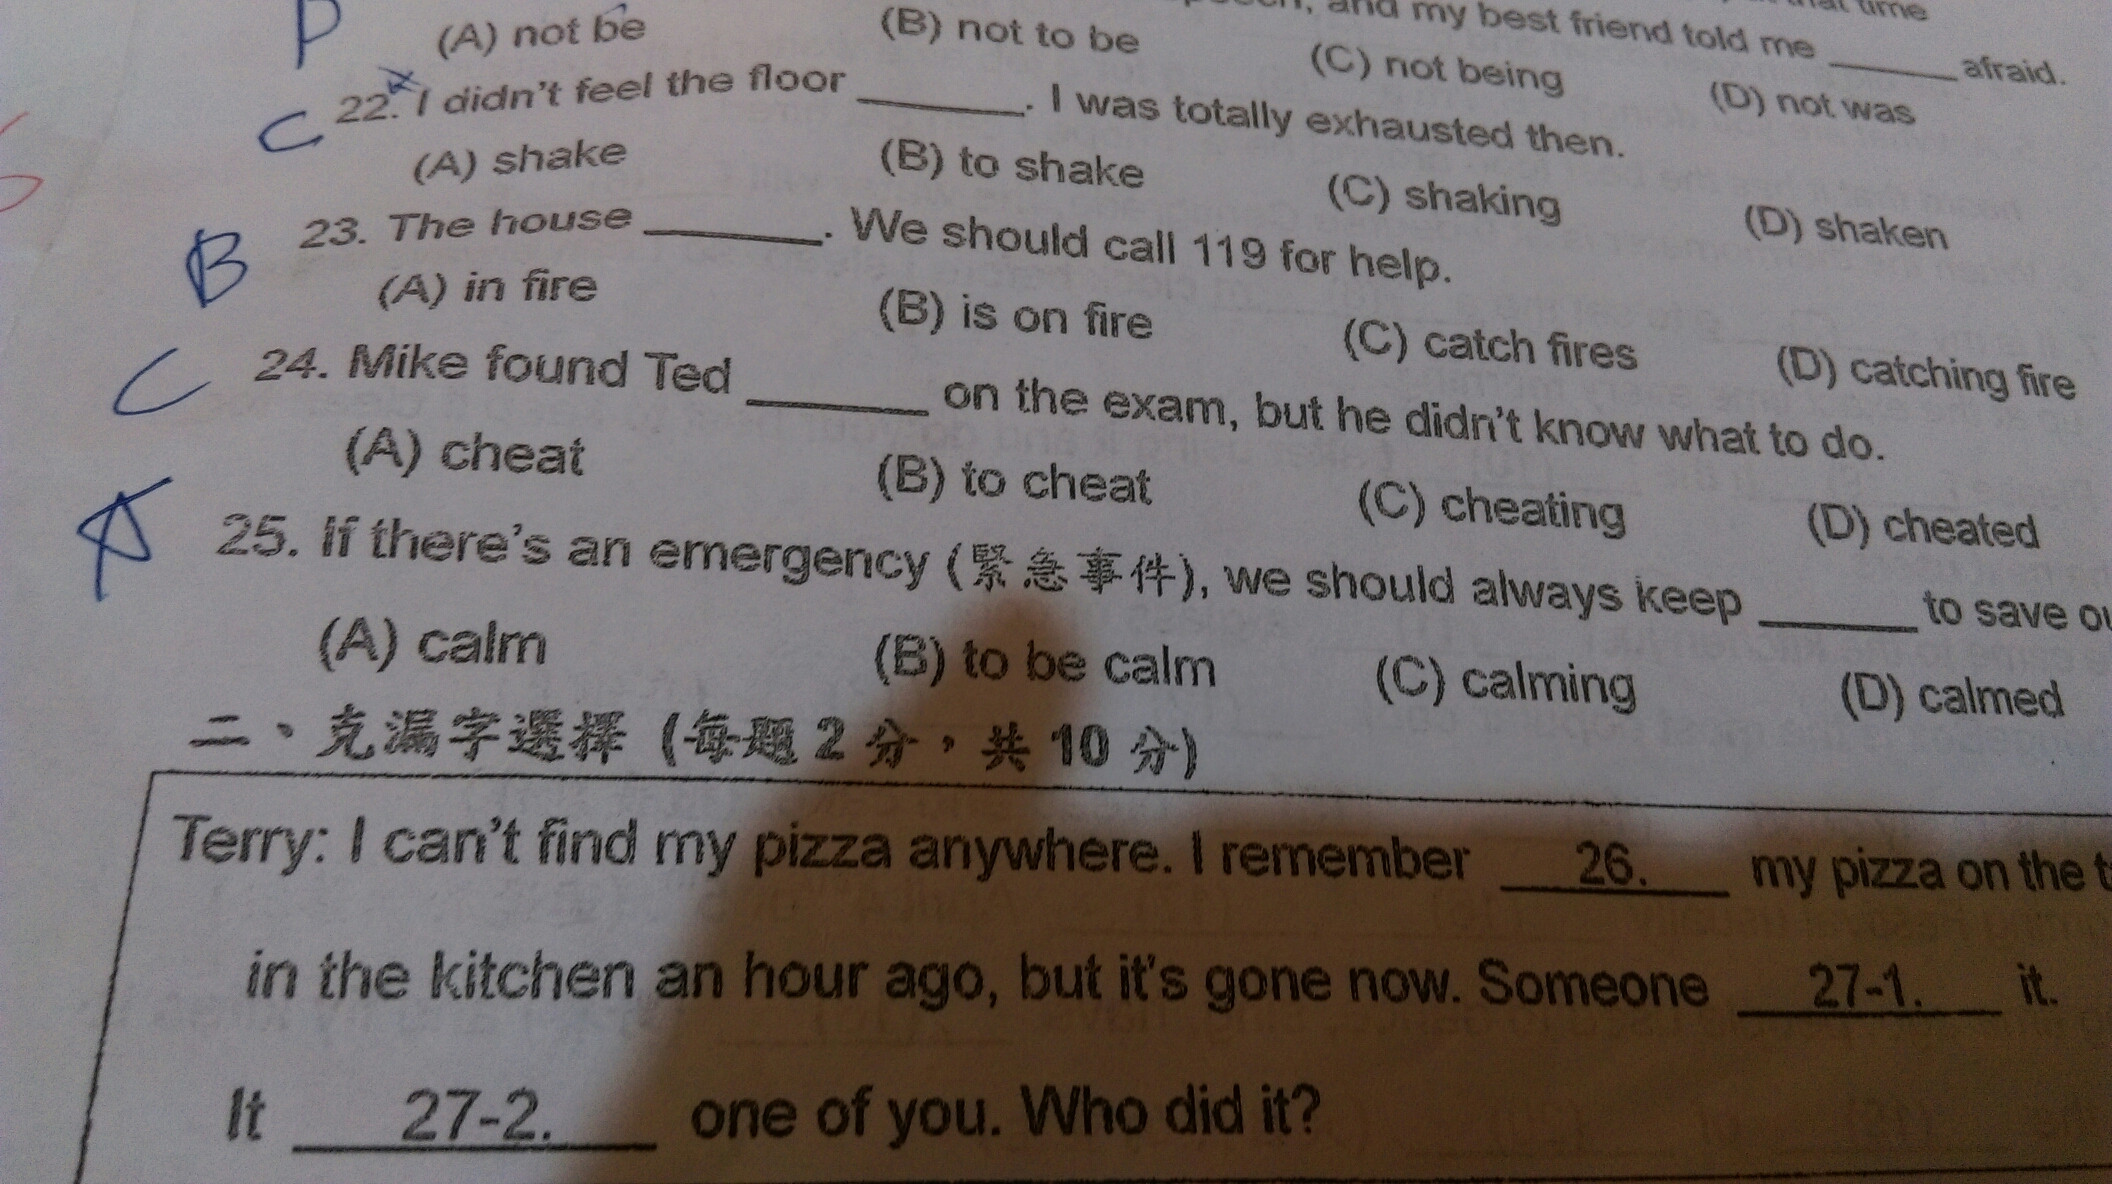 and my best friend told me ______ afraid.
D (A) not be (B) not to be (C) not being (D) not was
C 22. I didn't feel the floor ______. I was totally exhausted then.
(A) shake (B) to shake (C) shaking (D) shaken
B 23. The house ______. We should call 119 for help.
(A) in fire (B) is on fire (C) catch fires (D) catching fire
C 24. Mike found Ted ______ on the exam, but he didn't know what to do.
(A) cheat (B) to cheat (C) cheating (D) cheated
A 25. If there's an emergency (緊急事件), we should always keep ______ to save
(A) calm (B) to be calm (C) calming (D) calmed
二、克漏字選擇 (每題 2 分，共 10 分)
Terry: I can't find my pizza anywhere. I remember 26. my pizza on the
in the kitchen an hour ago, but it's gone now. Someone 27-1. it.
It 27-2. one of you. Who did it?